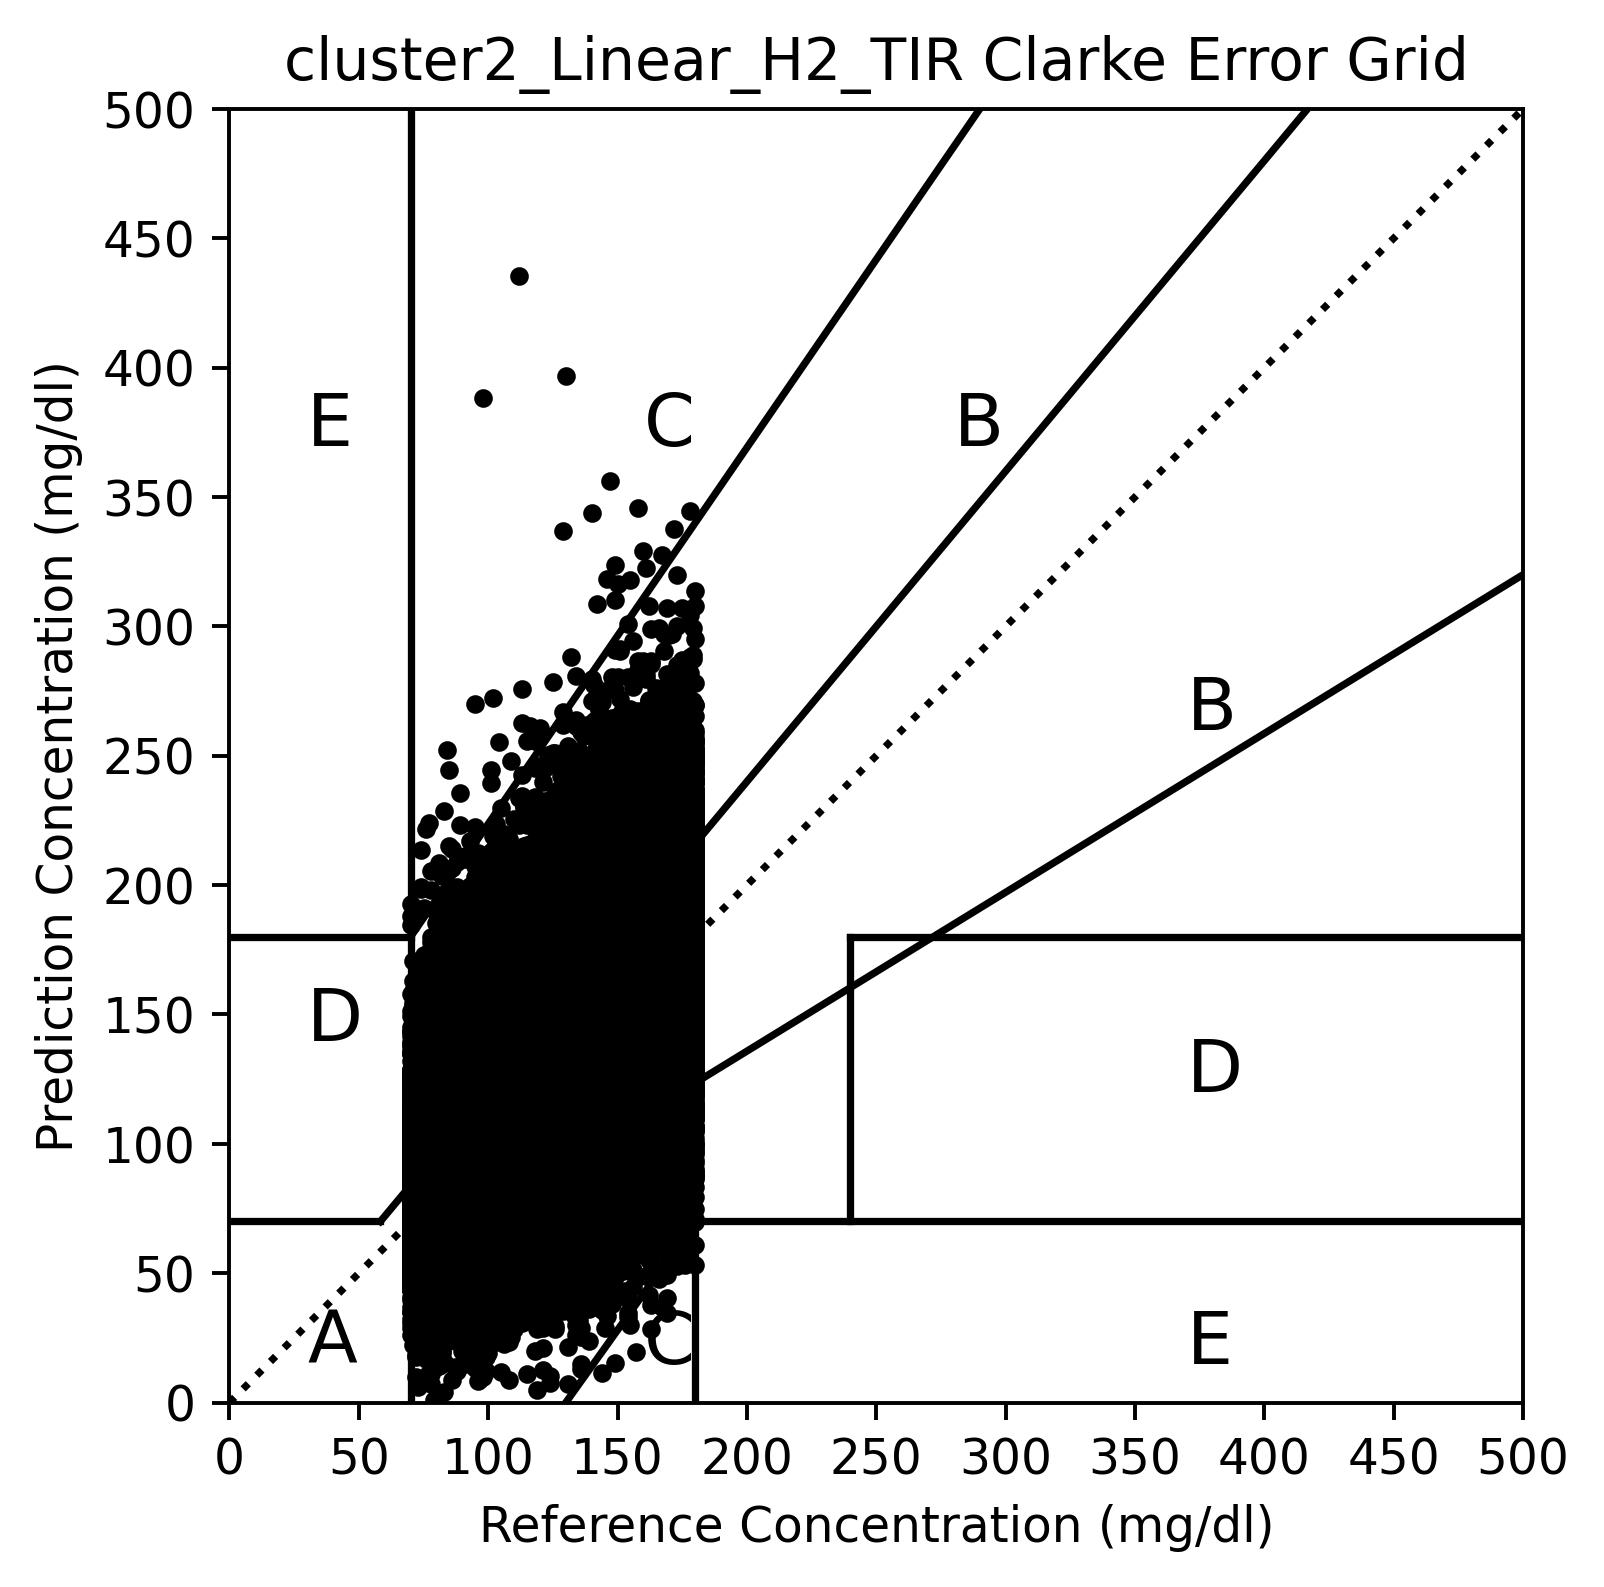 cluster2_Linear_H2_TIR Clarke Error Grid
500
450
400
350
300
250
200
150
100
50
0
Prediction Concentration (mg/dl)
E
C
B
B
D
D
A
C
E
0 50 100 150 200 250 300 350 400 450 500
Reference Concentration (mg/dl)